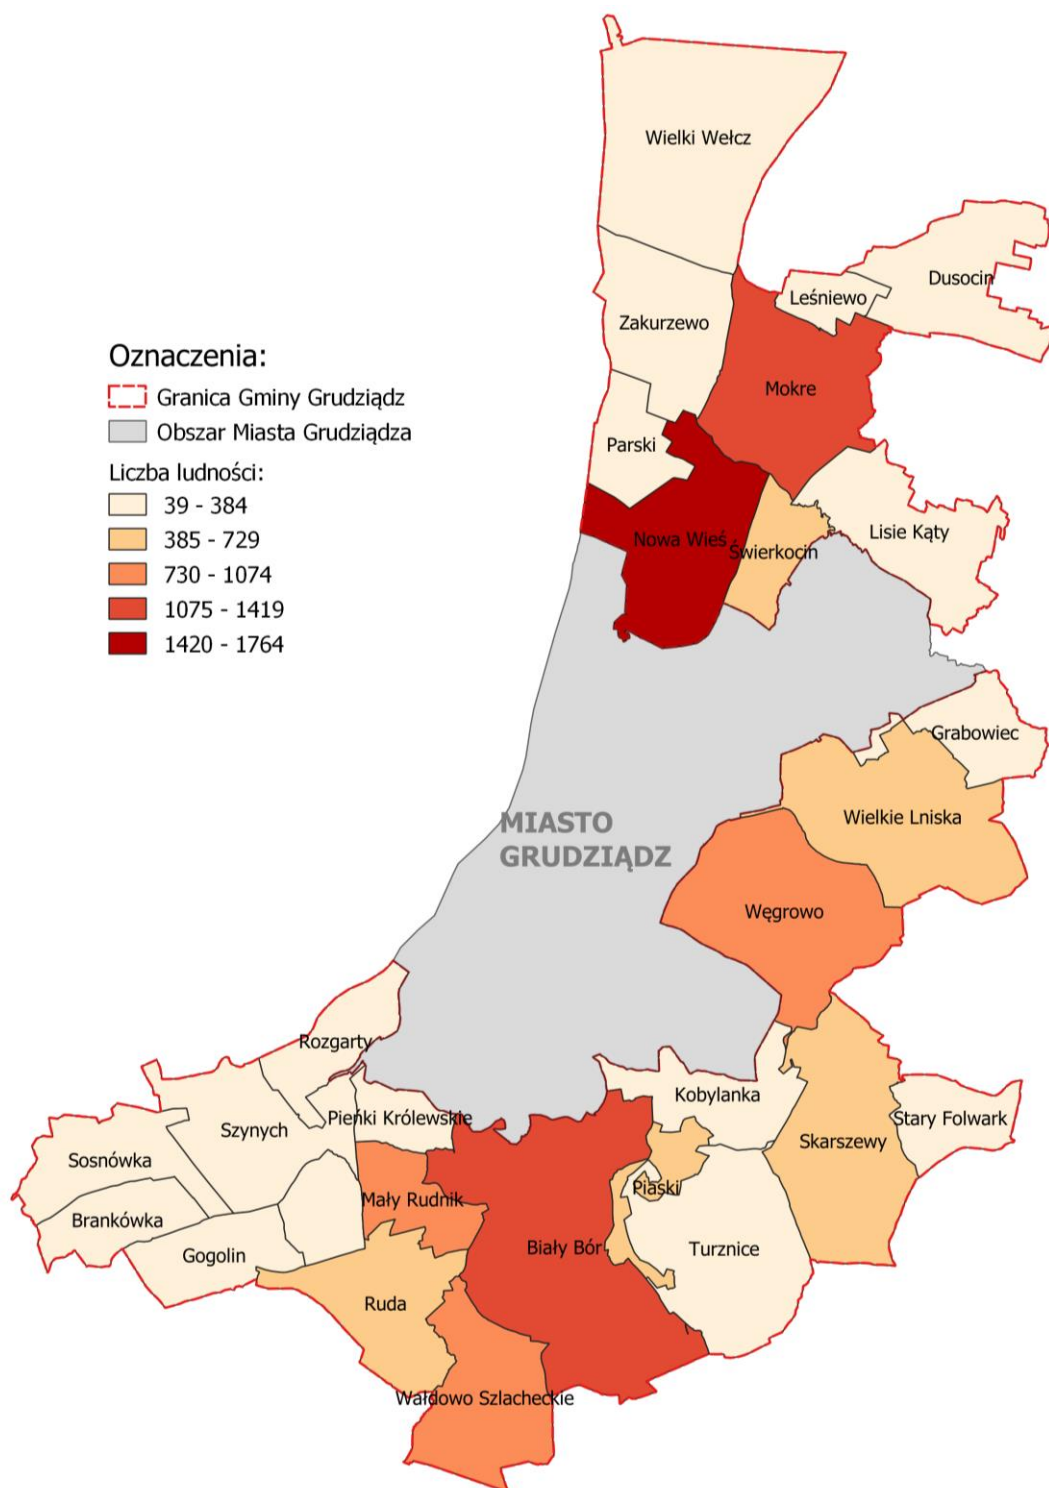 Wielki Wełcz
Dusocin
Leśniewo
Zakurzewo
Oznaczenia:
Mokre
Granica Gminy Grudziądz
Obszar Miasta Grudziądza
Parski
Liczba ludności:
39 - 384
385 - 729
730 - 1074
1075 - 1419
1420 - 1764
Nowa Wieś
Świerkocin
Lisie Kąty
Grabowiec
Wielkie Lniska
MIASTO
GRUDZIĄDZ
Węgrowo
Rozgarty
Kobylanka
Pieńki Królewskie
Stary Folwark
Szynych
Skarszewy
Sosnówka
Piaski
Mały Rudnik
Brankówka
Biały Bór
Turznice
Gogolin
Ruda
Wałdowo Szlacheckie